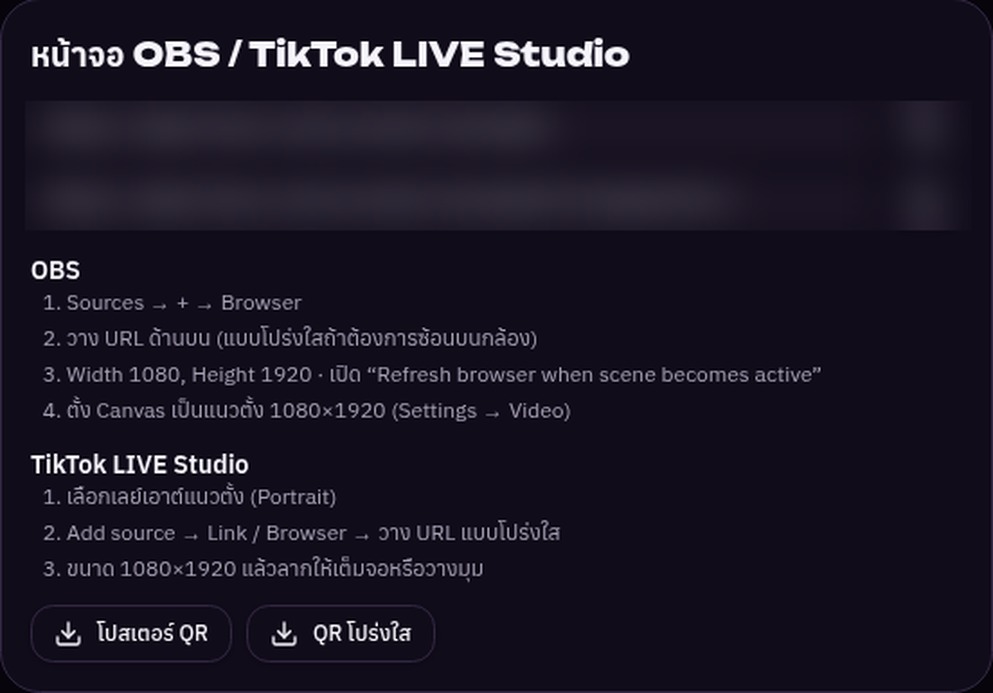 หน้าจอ OBS / TikTok LIVE Studio
OBS
1. Sources → + → Browser
2. วาง URL ด้านบน (แบบโปร่งใสถ้าต้องการซ้อนบนกล้อง)
3. Width 1080, Height 1920 · เปิด “Refresh browser when scene becomes active”
4. ตั้ง Canvas เป็นแนวตั้ง 1080×1920 (Settings → Video)
TikTok LIVE Studio
1. เลือกเลย์เอาต์แนวตั้ง (Portrait)
2. Add source → Link / Browser → วาง URL แบบโปร่งใส
3. ขนาด 1080×1920 แล้วลากให้เต็มจอหรือวางมุม
โปสเตอร์ QR
QR โปร่งใส